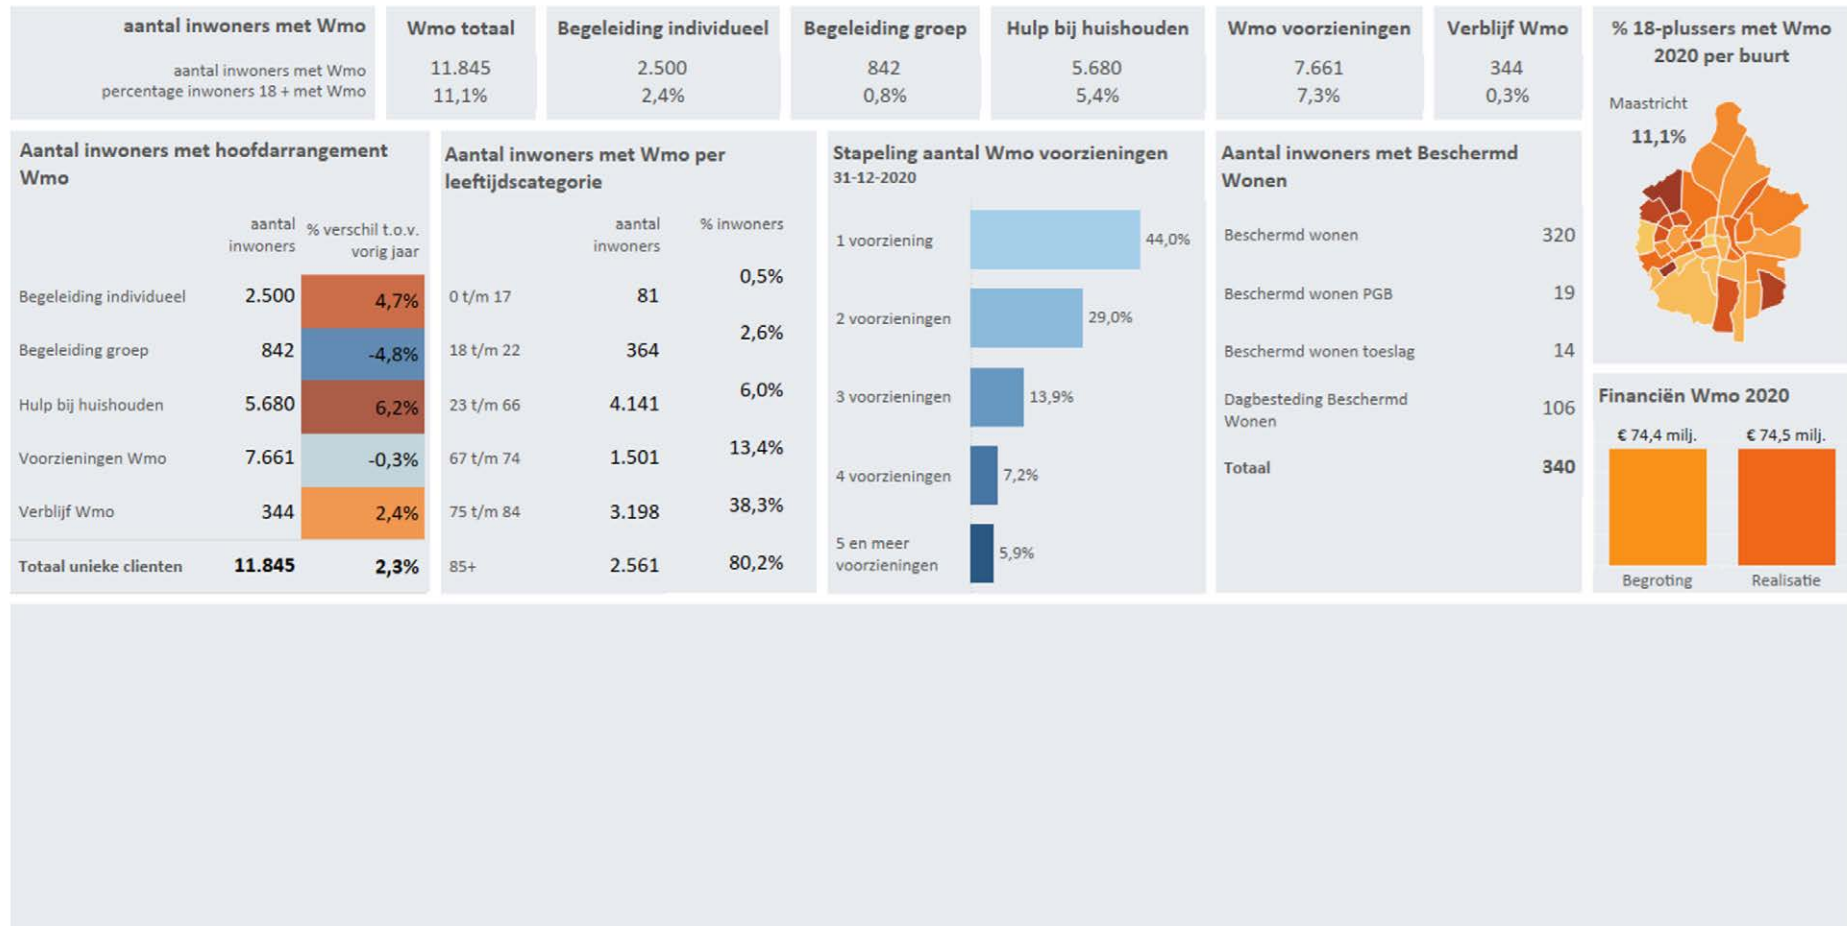 aantal inwoners met Wmo
aantal inwoners met Wmo
percentage inwoners 18 + met Wmo
Wmo totaal
11.845
11,1%
Begeleiding individueel
2.500
2,4%
Begeleiding groep
842
0,8%
Hulp bij huishouden
5.680
5,4%
Wmo voorzieningen
7.661
7,3%
Verblijf Wmo
344
0,3%
% 18-plussers met Wmo
2020 per buurt
Maastricht
11,1%
Aantal inwoners met hoofdarrangement
Wmo
aantal
inwoners
% verschil t.o.v.
vorig jaar
Begeleiding individueel 2.500 4,7%
Begeleiding groep 842 -4,8%
Hulp bij huishouden 5.680 6,2%
Voorzieningen Wmo 7.661 -0,3%
Verblijf Wmo 344 2,4%
Totaal unieke clienten 11.845 2,3%
Aantal inwoners met Wmo per
leeftijdscategorie
aantal
inwoners
% inwoners
0 t/m 17 81 0,5%
18 t/m 22 364 2,6%
23 t/m 66 4.141 6,0%
67 t/m 74 1.501 13,4%
75 t/m 84 3.198 38,3%
85+ 2.561 80,2%
Stapeling aantal Wmo voorzieningen
31-12-2020
1 voorziening 44,0%
2 voorzieningen 29,0%
3 voorzieningen 13,9%
4 voorzieningen 7,2%
5 en meer
voorzieningen
5,9%
Aantal inwoners met Beschermd
Wonen
Beschermd wonen 320
Beschermd wonen PGB 19
Beschermd wonen toeslag 14
Dagbesteding Beschermd
Wonen
106
Totaal 340
Financiën Wmo 2020
€ 74,4 milj. € 74,5 milj.
Begroting Realisatie